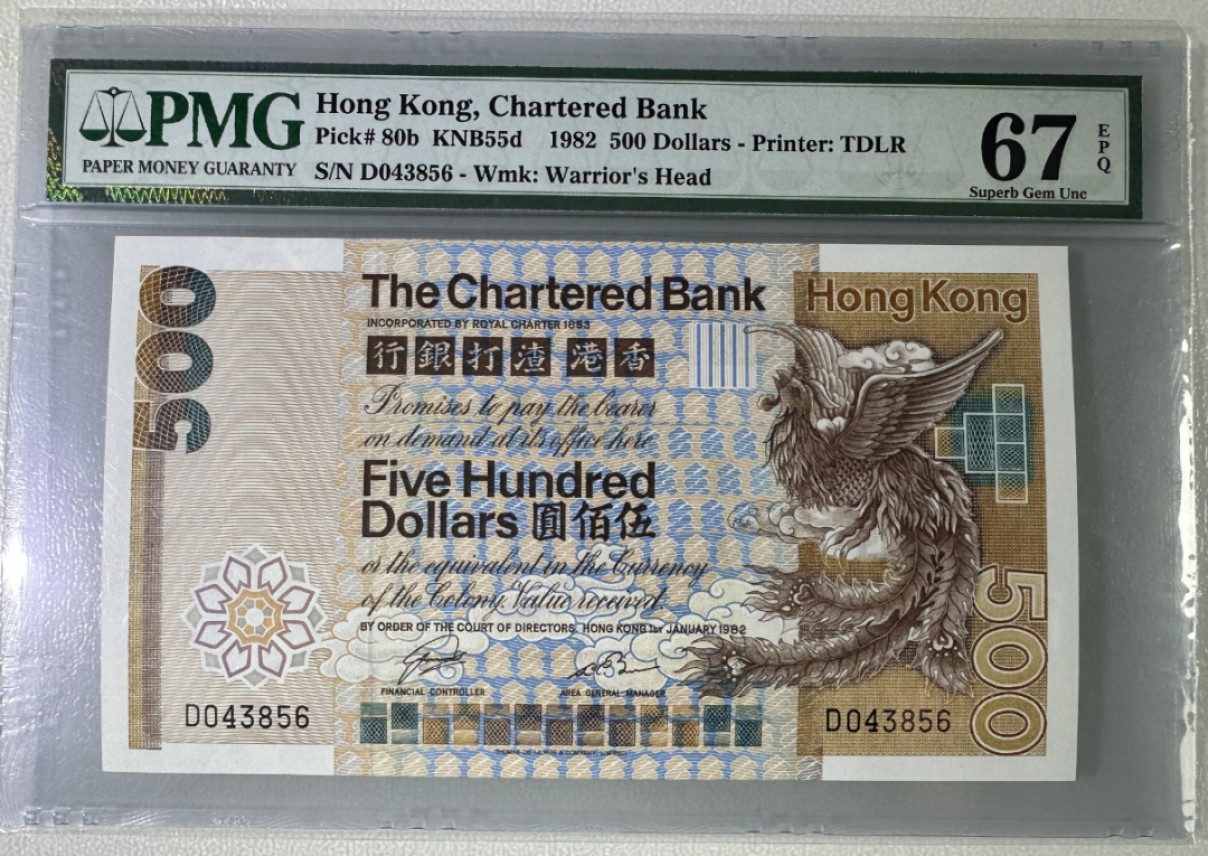 PMG
PAPER MONEY GUARANTY
Hong Kong, Chartered Bank
Pick# 80b KNB55d 1982 500 Dollars - Printer: TDLR
S/N D043856 - Wmk: Warrior's Head
67
EPQ
Superb Gem Unc
500
The Chartered Bank
Hong Kong
INCORPORATED BY ROYAL CHARTER 1853
行銀打渣港香
Promises to pay the bearer
on demand at its office here
Five Hundred
Dollars 圓佰伍
or the equivalent in the Currency
of the Colony. Value received.
BY ORDER OF THE COURT OF DIRECTORS. HONG KONG 1ST JANUARY 1982
FINANCIAL CONTROLLER AREA GENERAL MANAGER
500
D043856
D043856